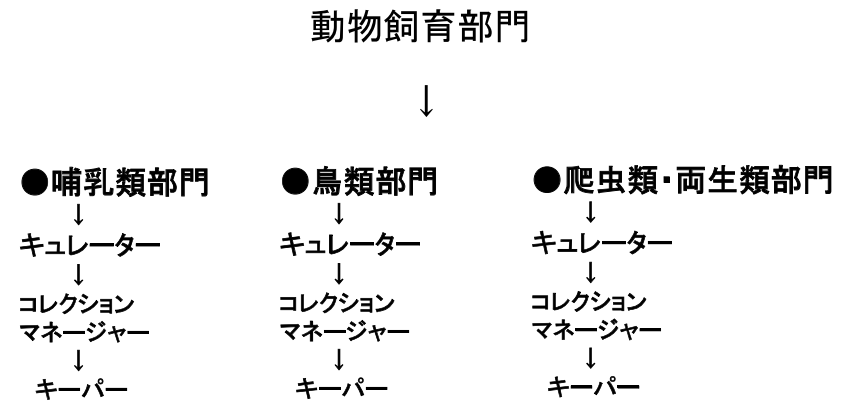 動物飼育部門
↓
●哺乳類部門
↓
キュレーター
↓
コレクション
マネージャー
↓
キーパー
●鳥類部門
↓
キュレーター
↓
コレクション
マネージャー
↓
キーパー
●爬虫類・両生類部門
↓
キュレーター
↓
コレクション
マネージャー
↓
キーパー